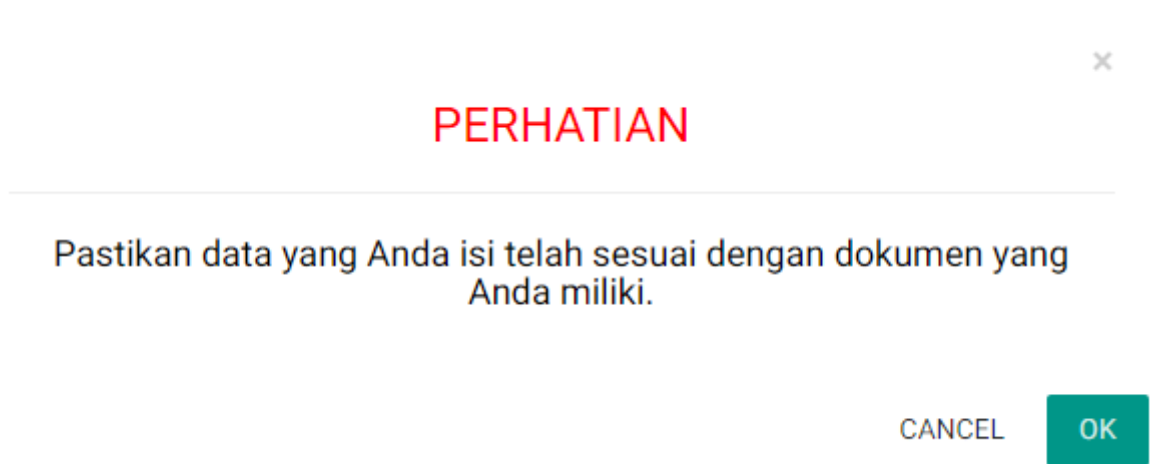 ×
PERHATIAN
Pastikan data yang Anda isi telah sesuai dengan dokumen yang
Anda miliki.
CANCEL OK